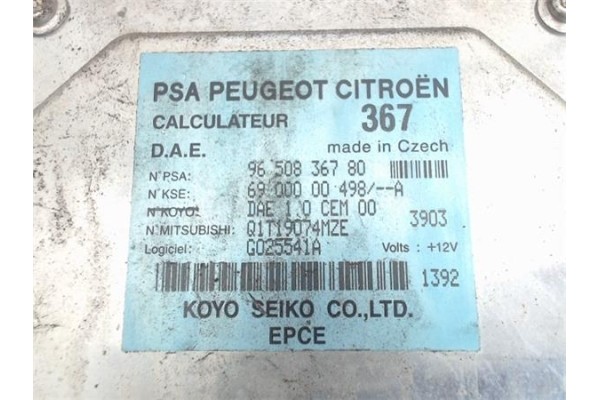 PSA PEUGEOT CITROËN
CALCULATEUR 367
D.A.E. made in Czech
N°PSA: 96 508 367 80
N°KSE: 69 000 00 498/--A
N°KOYO: DAE 1.0 CEM 00 3903
N°MITSUBISHI: Q1T19074MZE
Logiciel: G025541A Volts : +12V
1392
KOYO SEIKO CO.,LTD.
EPCE